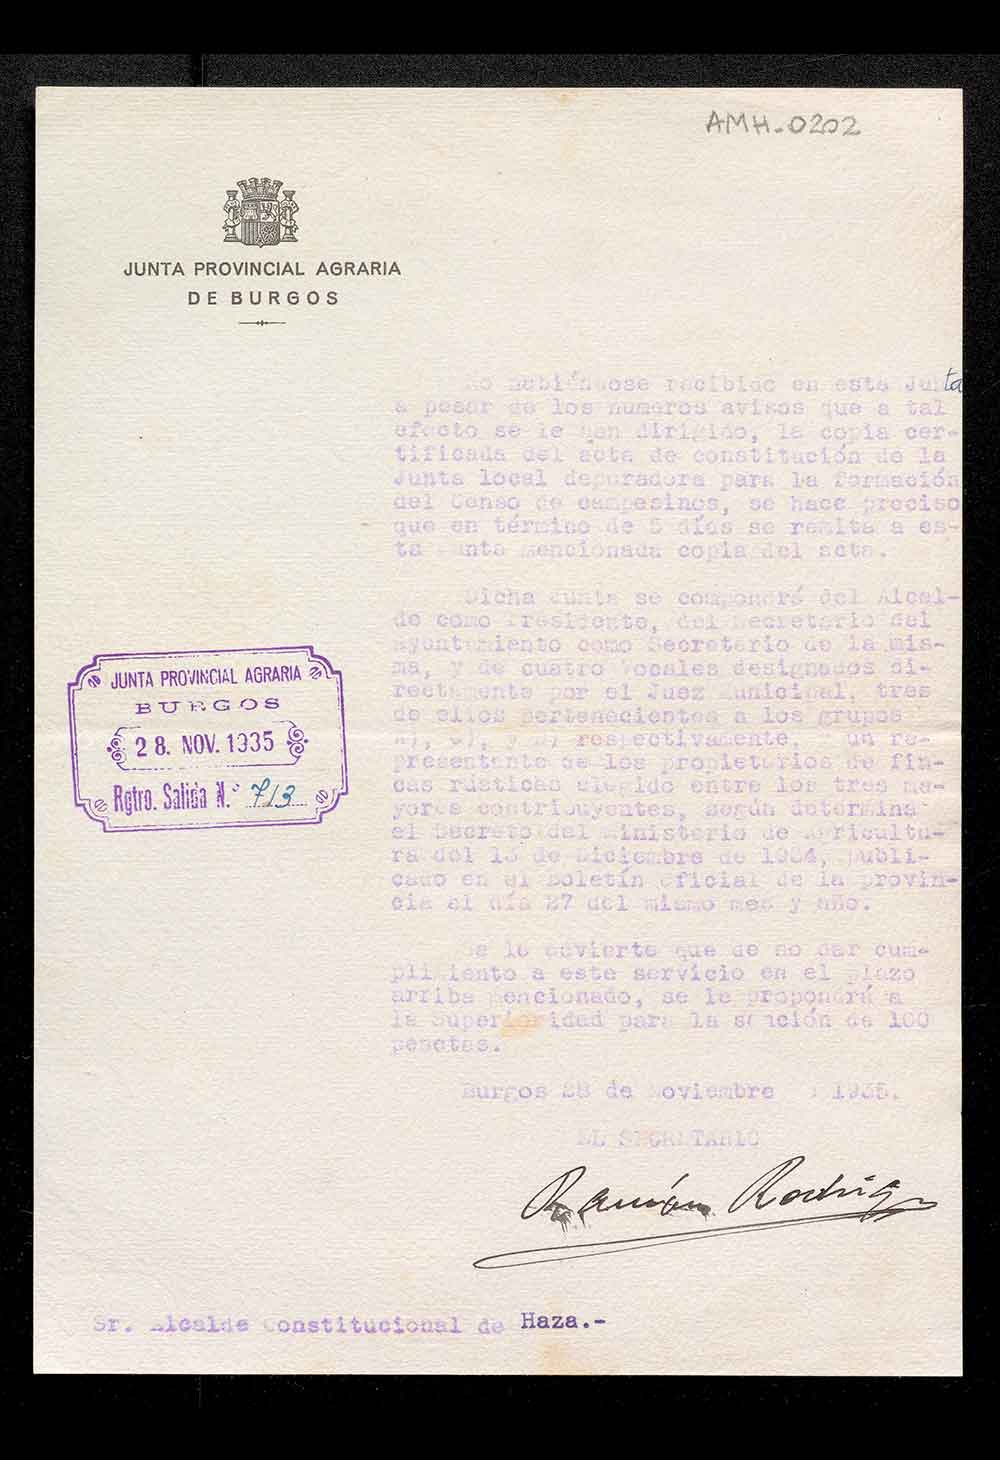 AMH-0202
JUNTA PROVINCIAL AGRARIA
DE BURGOS
No habiéndose recibido en esta Junta
a pesar de los numeros avisos que a tal
efecto se le han dirigido, la copia cer-
tificada del acta de constitución de la
Junta local depuradora para la formación
del Censo de campesinos, se hace preciso
que en término de 5 días se remita a es-
ta Junta mencionada copia del acta.
Dicha Junta se compondrá del Alcal-
de como Presidente, del Secretario del
Ayuntamiento como Secretario de la mis-
ma, y de cuatro Vocales designados di-
rectamente por el Juez Municipal, tres
de ellos pertenecientes a los grupos
respectivamente, un re-
presentante de los propietarios de fin-
cas rústicas elegido entre los tres ma-
yores contribuyentes, según determina
el Decreto del Ministerio de Agricultu-
ra del 13 de Diciembre de 1934, publi-
cado en el Boletín Oficial de la provin-
cia el día 27 del mismo mes y año.
Se le advierte que de no dar cum-
plimiento a este servicio en el plazo
arriba mencionado, se le propondrá a
la Superioridad para la sanción de 100
pesetas.
Burgos 28 de Noviembre 1935.
EL SECRETARIO
Ramón Rodrigo
JUNTA PROVINCIAL AGRARIA
BURGOS
28. NOV. 1935
Rgtro. Salida N.º 713
Sr. Alcalde Constitucional de Haza.-